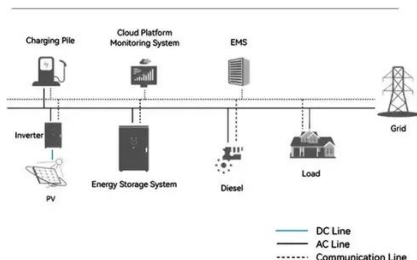 Charging Pile
Cloud Platform
Monitoring System
EMS
Grid
Inverter
PV
Energy Storage System
Diesel
Load
DC Line
AC Line
Communication Line